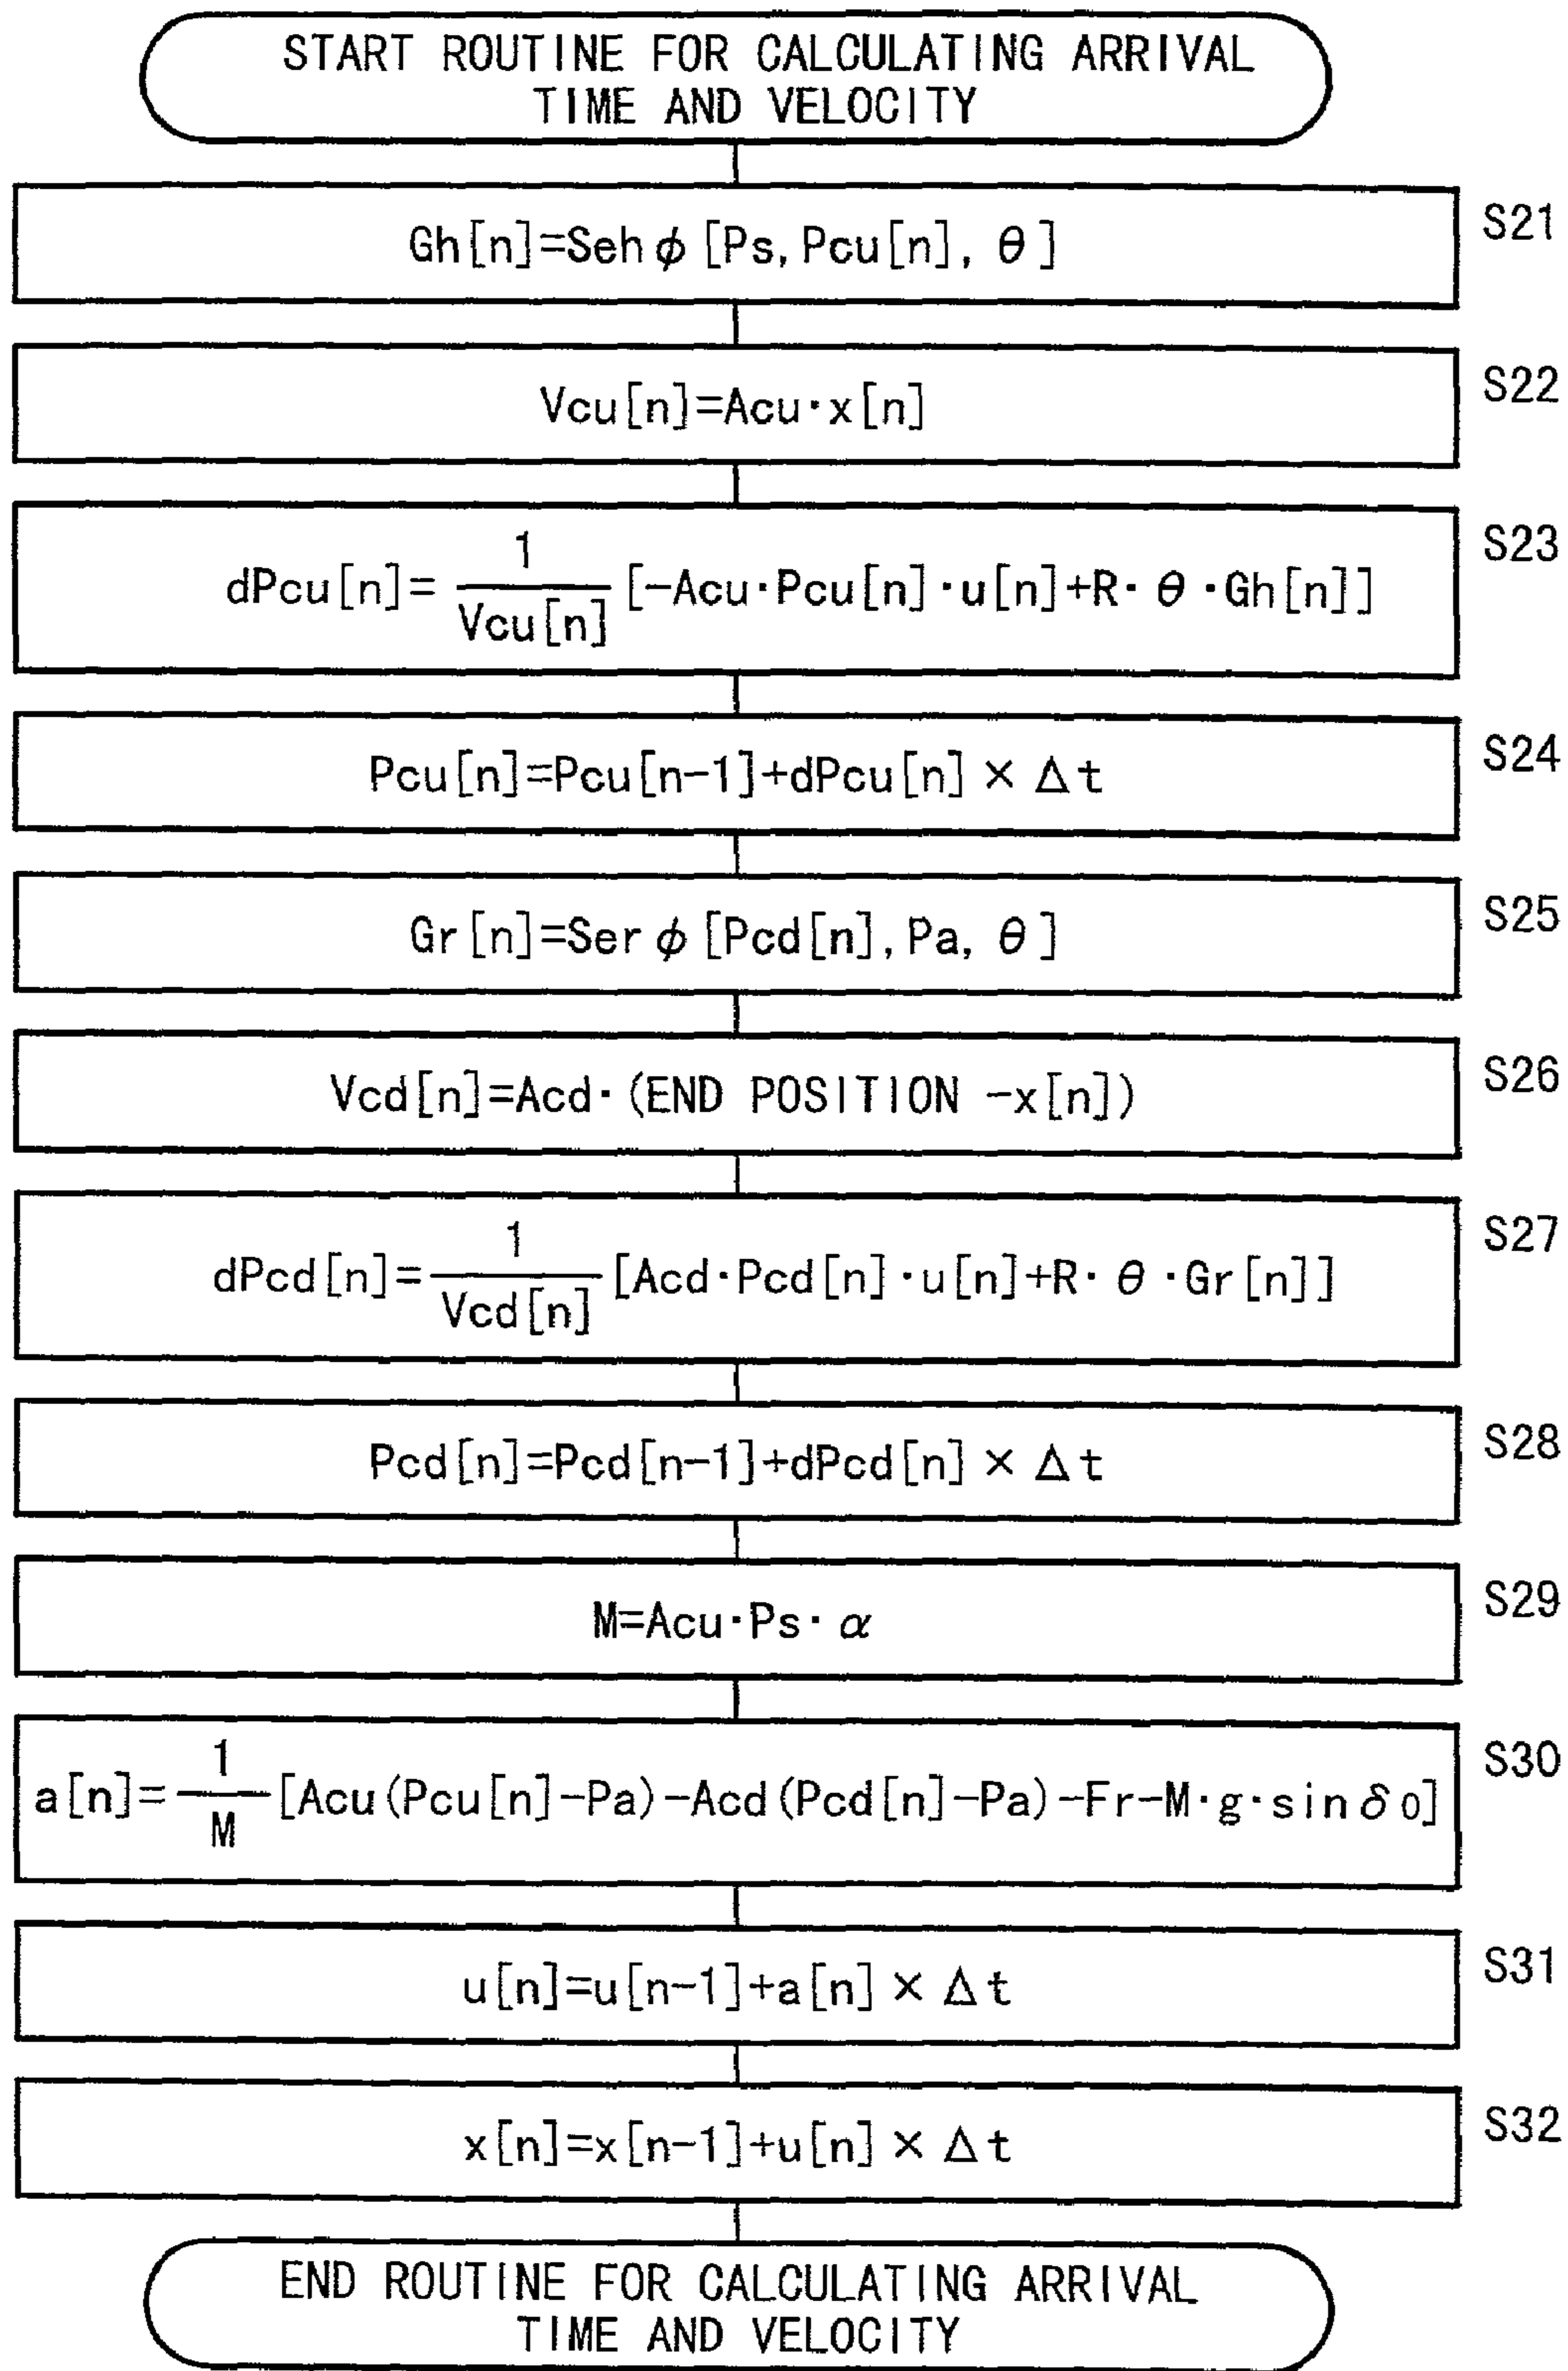 START ROUTINE FOR CALCULATING ARRIVAL
TIME AND VELOCITY
Gh[n]=Sehφ[Ps,Pcu[n],θ]
S21
Vcu[n]=Acu·x[n]
S22
dPcu[n]=1/Vcu[n][-Acu·Pcu[n]·u[n]+R·θ·Gh[n]]
S23
Pcu[n]=Pcu[n-1]+dPcu[n]×Δt
S24
Gr[n]=Serφ[Pcd[n],Pa,θ]
S25
Vcd[n]=Acd·(END POSITION -x[n])
S26
dPcd[n]=1/Vcd[n][Acd·Pcd[n]·u[n]+R·θ·Gr[n]]
S27
Pcd[n]=Pcd[n-1]+dPcd[n]×Δt
S28
M=Acu·Ps·α
S29
a[n]=1/M[Acu(Pcu[n]-Pa)-Acd(Pcd[n]-Pa)-Fr-M·g·sinδ0]
S30
u[n]=u[n-1]+a[n]×Δt
S31
x[n]=x[n-1]+u[n]×Δt
S32
END ROUTINE FOR CALCULATING ARRIVAL
TIME AND VELOCITY